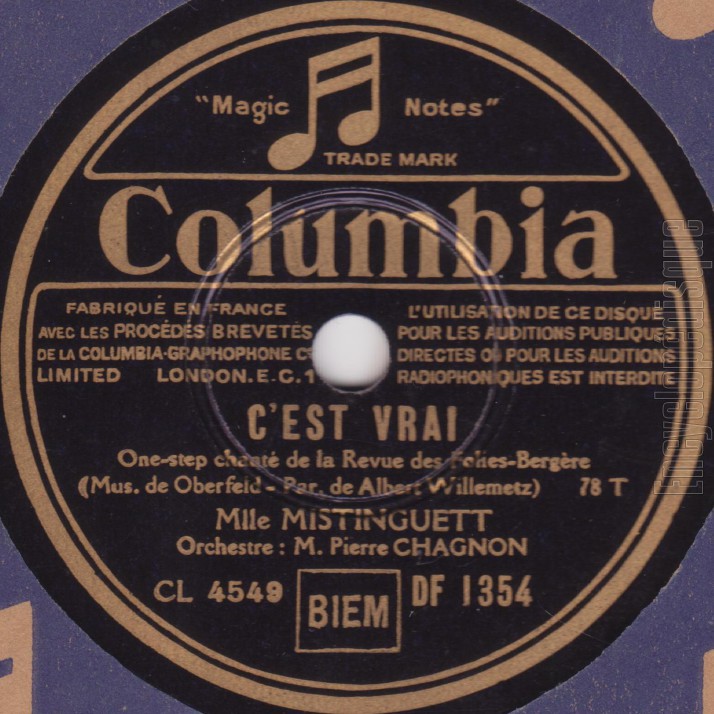 "Magic Notes"
TRADE MARK
Columbia
FABRIQUÉ EN FRANCE
AVEC LES PROCÉDÉS BREVETÉS
DE LA COLUMBIA-GRAPHOPHONE Cº
LIMITED LONDON. E.C. 1
L'UTILISATION DE CE DISQUE
POUR LES AUDITIONS PUBLIQUES
DIRECTES OU POUR LES AUDITIONS
RADIOPHONIQUES EST INTERDITE
C'EST VRAI
One-step chanté de la Revue des Folies-Bergère
(Mus. de Oberfeld - Par. de Albert Willemetz) 78 T
Mlle MISTINGUETT
Orchestre : M. Pierre CHAGNON
CL 4549 BIEM DF 1354
Encyclopédisque